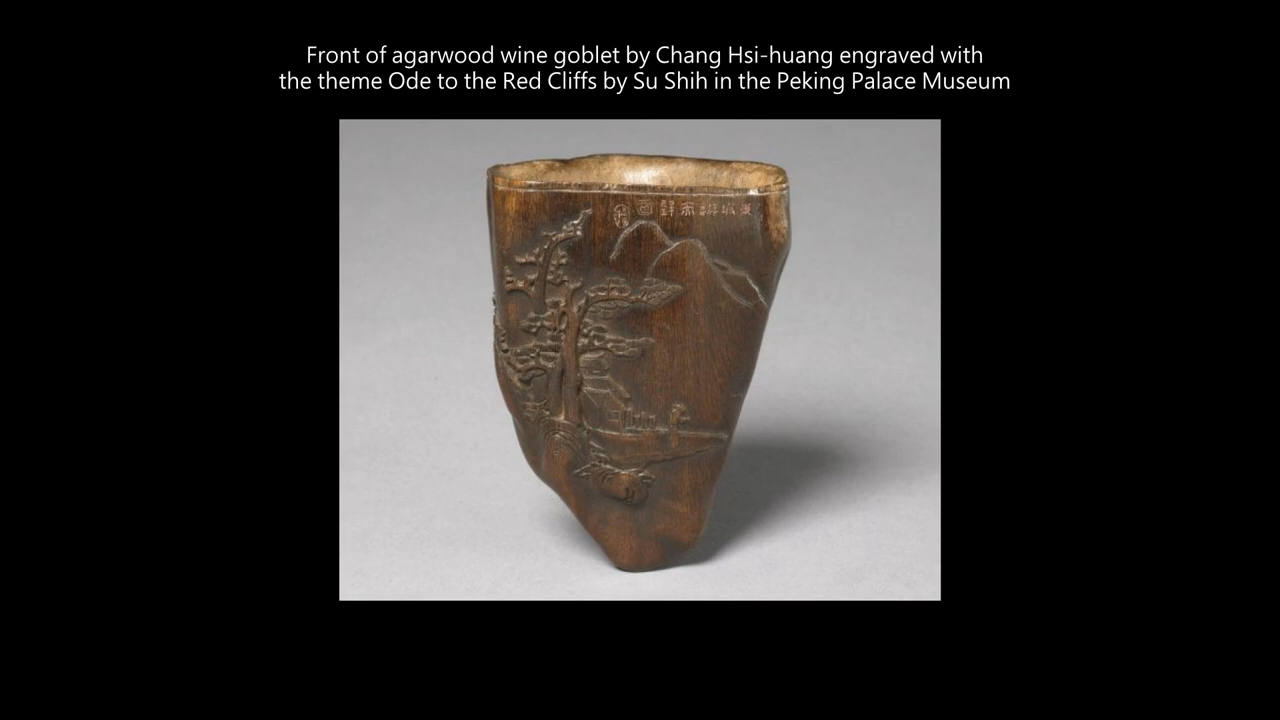 Front of agarwood wine goblet by Chang Hsi-huang engraved with
the theme Ode to the Red Cliffs by Su Shih in the Peking Palace Museum